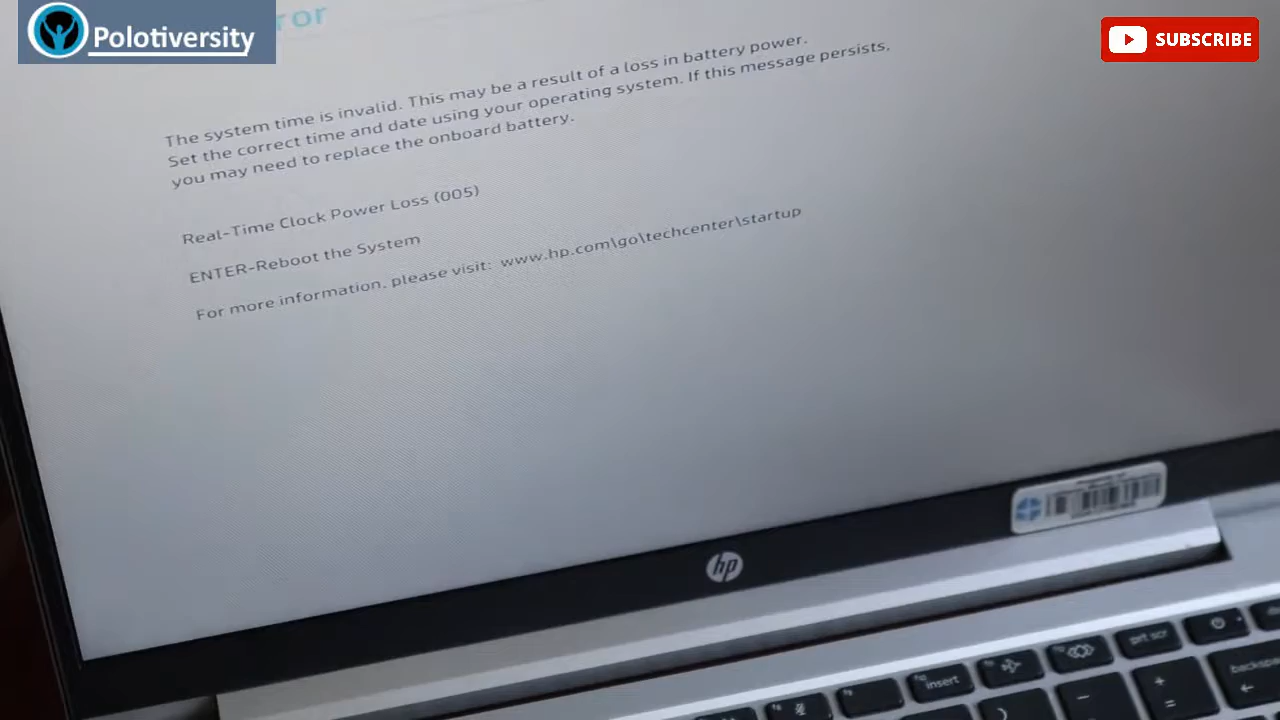 Polotiversity
SUBSCRIBE
ror
The system time is invalid. This may be a result of a loss in battery power.
Set the correct time and date using your operating system. If this message persists,
you may need to replace the onboard battery.
Real-Time Clock Power Loss (005)
ENTER-Reboot the System
For more information, please visit: www.hp.com\go\techcenter\startup
hp
prt scr
insert
backspa